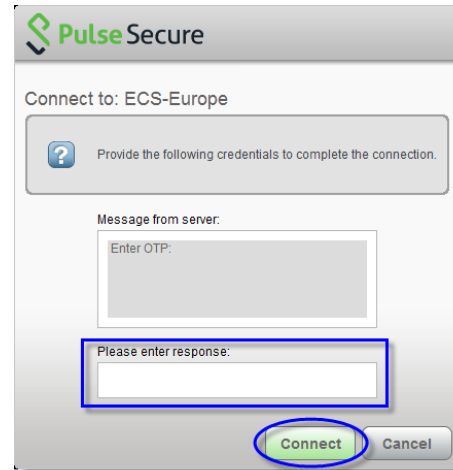 Pulse Secure
Connect to: ECS-Europe
?
Provide the following credentials to complete the connection.
Message from server:
Enter OTP:
Please enter response:
Connect
Cancel